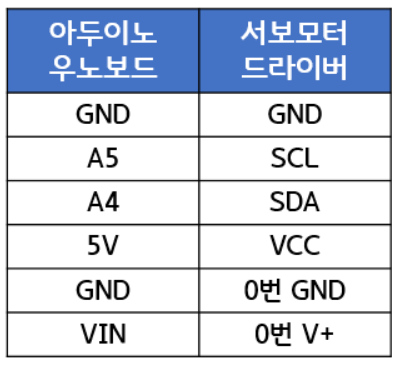 아두이노 우노보드 서보모터 드라이버
GND GND
A5 SCL
A4 SDA
5V VCC
GND 0번 GND
VIN 0번 V+